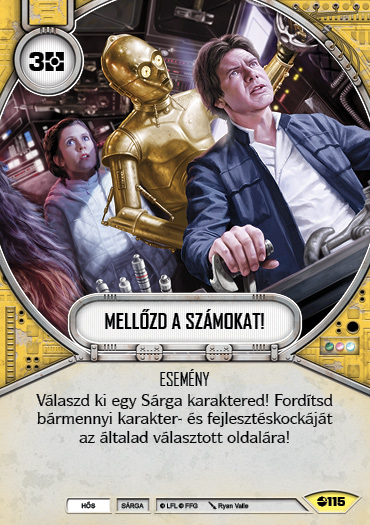 3
MELLŐZD A SZÁMOKAT!
ESEMÉNY
Válaszd ki egy Sárga karaktered! Fordítsd
bármennyi karakter- és fejlesztéskockáját
az általad választott oldalára!
HŐS
SÁRGA
© LFL © FFG
Ryan Valle
115